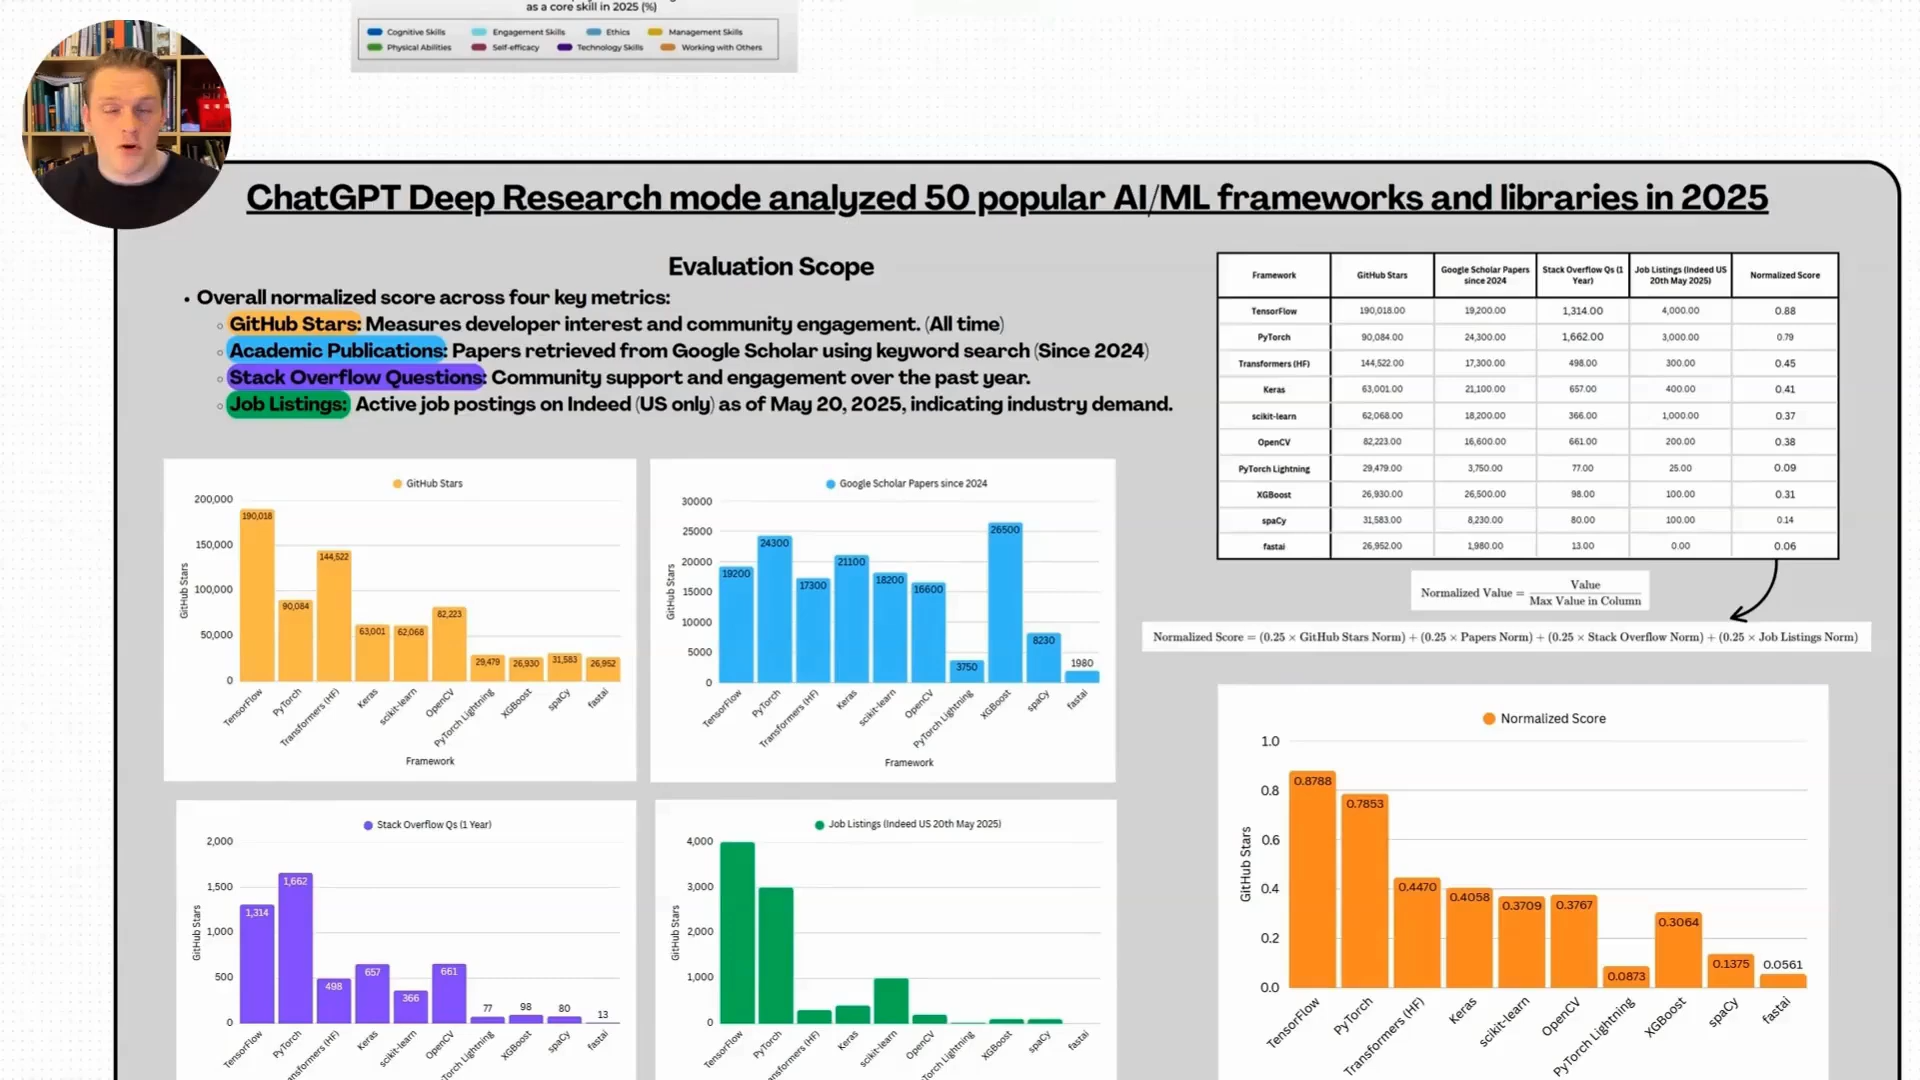 as a core skill in 2025 (%)
Cognitive Skills Engagement Skills Ethics Management Skills
Physical Abilities Self-efficacy Technology Skills Working with Others
ChatGPT Deep Research mode analyzed 50 popular AI/ML frameworks and libraries in 2025
Evaluation Scope
• Overall normalized score across four key metrics:
GitHub Stars: Measures developer interest and community engagement. (All time)
Academic Publications: Papers retrieved from Google Scholar using keyword search (Since 2024)
Stack Overflow Questions: Community support and engagement over the past year.
Job Listings: Active job postings on Indeed (US only) as of May 20, 2025, indicating industry demand.
Framework GitHub Stars Google Scholar Papers since 2024 Stack Overflow Qs (1 Year) Job Listings (Indeed US 20th May 2025) Normalized Score
TensorFlow 190,018.00 19,200.00 1,314.00 4,000.00 0.88
PyTorch 90,084.00 24,300.00 1,662.00 3,000.00 0.79
Transformers (HF) 144,522.00 17,300.00 498.00 300.00 0.45
Keras 63,001.00 21,100.00 657.00 400.00 0.41
scikit-learn 62,068.00 18,200.00 366.00 1,000.00 0.37
OpenCV 82,223.00 16,600.00 661.00 200.00 0.38
PyTorch Lightning 29,479.00 3,750.00 77.00 25.00 0.09
XGBoost 26,930.00 26,500.00 98.00 100.00 0.31
spaCy 31,583.00 8,230.00 80.00 100.00 0.14
fastai 26,952.00 1,980.00 13.00 0.00 0.06
Normalized Value = Value / Max Value in Column
Normalized Score = (0.25 × GitHub Stars Norm) + (0.25 × Papers Norm) + (0.25 × Stack Overflow Norm) + (0.25 × Job Listings Norm)
GitHub Stars
GitHub Stars
200,000
150,000
100,000
50,000
0
190,018 90,084 144,522 63,001 62,068 82,223 29,479 26,930 31,583 26,952
TensorFlow PyTorch Transformers (HF) Keras scikit-learn OpenCV PyTorch Lightning XGBoost spaCy fastai
Framework
Google Scholar Papers since 2024
GitHub Stars
30000
25000
20000
15000
10000
5000
0
19200 24300 17300 21100 18200 16600 3750 26500 8230 1980
TensorFlow PyTorch Transformers (HF) Keras scikit-learn OpenCV PyTorch Lightning XGBoost spaCy fastai
Framework
Stack Overflow Qs (1 Year)
GitHub Stars
2,000
1,500
1,000
500
0
1,314 1,662 498 657 366 661 77 98 80 13
TensorFlow PyTorch ansformers (HF) Keras scikit-learn OpenCV Torch Lightning XGBoost spaCy fastai
Job Listings (Indeed US 20th May 2025)
GitHub Stars
4,000
3,000
2,000
1,000
0
TensorFlow PyTorch ansformers (HF) Keras scikit-learn OpenCV Torch Lightning XGBoost spaCy fastai
Normalized Score
GitHub Stars
1.0
0.8
0.6
0.4
0.2
0.0
0.8788 0.7853 0.4470 0.4058 0.3709 0.3767 0.0873 0.3064 0.1375 0.0561
TensorFlow PyTorch Transformers (HF) Keras scikit-learn OpenCV PyTorch Lightning XGBoost spaCy fastai